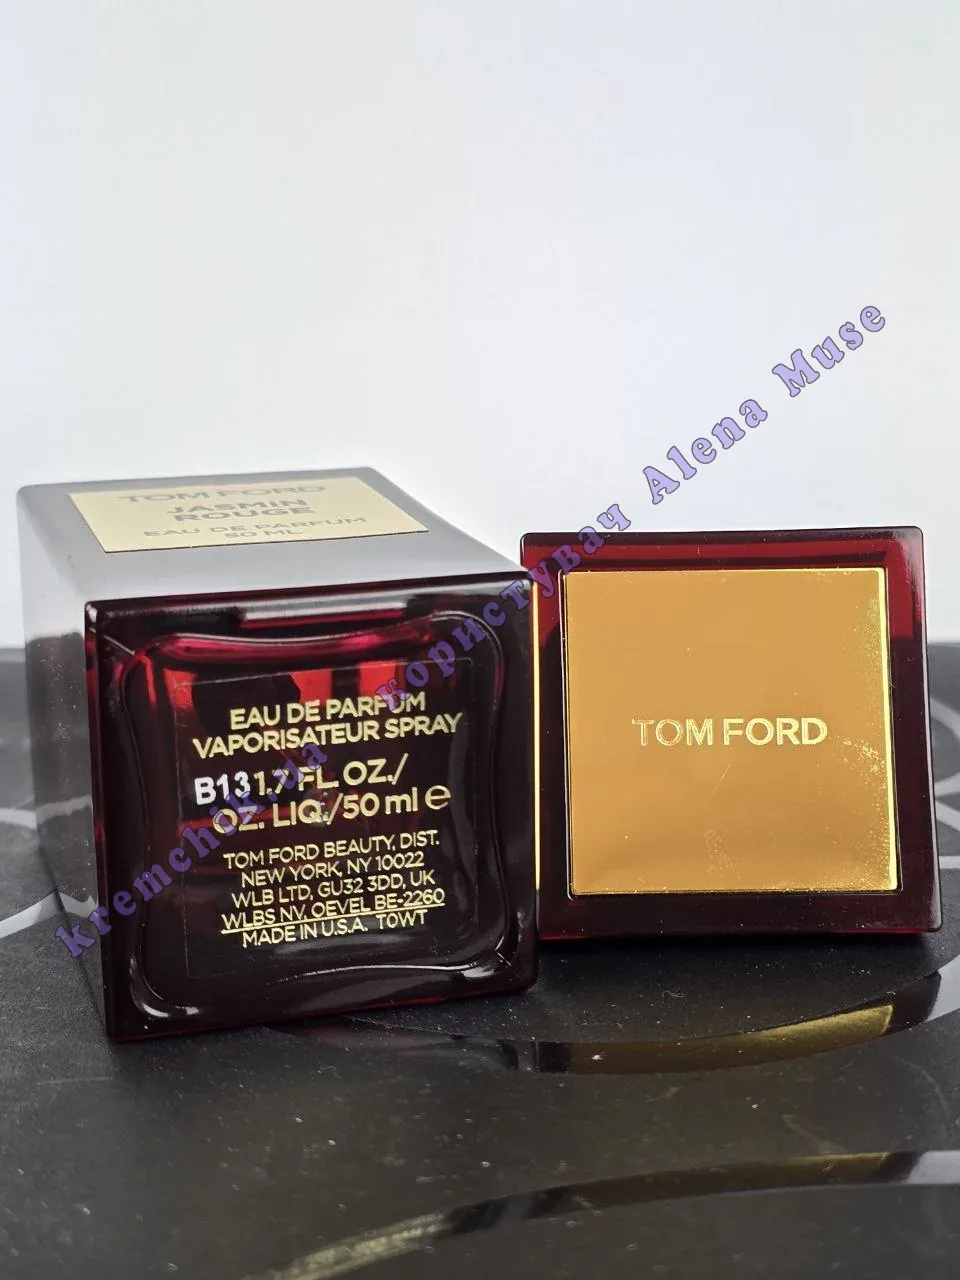 TOM FORD
JASMIN
ROUGE
EAU DE PARFUM
50 ML
EAU DE PARFUM
VAPORISATEUR SPRAY
B13 1.7 FL. OZ./
OZ. LIQ./50 ml e
TOM FORD BEAUTY, DIST.
NEW YORK, NY 10022
WLB LTD, GU32 3DD, UK
WLBS NV, OEVEL BE-2260
MADE IN U.S.A. T0WT
TOM FORD
kremchik.ua користувач Alena Muse